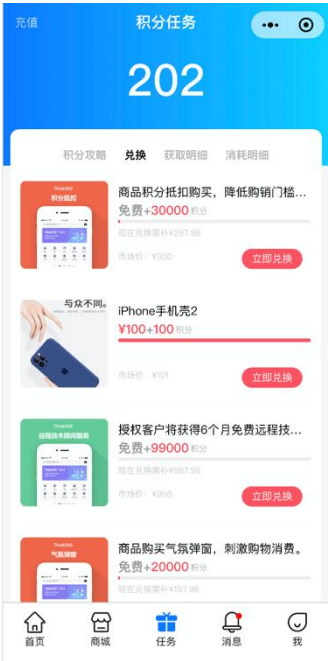 充值
积分任务
202
积分攻略
兑换
获取明细
消耗明细
ThinkSNS
积分抵扣
商品积分抵扣购买，降低购销门槛...
免费+30000积分
现在兑换需补¥297.98
市场价：¥300
立即兑换
与众不同。
iPhone手机壳2
¥100+100积分
市场价：¥101
立即兑换
ThinkSNS
远程技术顾问服务
授权客户将获得6个月免费远程技...
免费+99000积分
现在兑换需补¥987.98
市场价：¥990
立即兑换
ThinkSNS
气氛弹窗
商品购买气氛弹窗，刺激购物消费。
免费+20000积分
现在兑换需补¥197.98
首页
商城
任务
消息
我